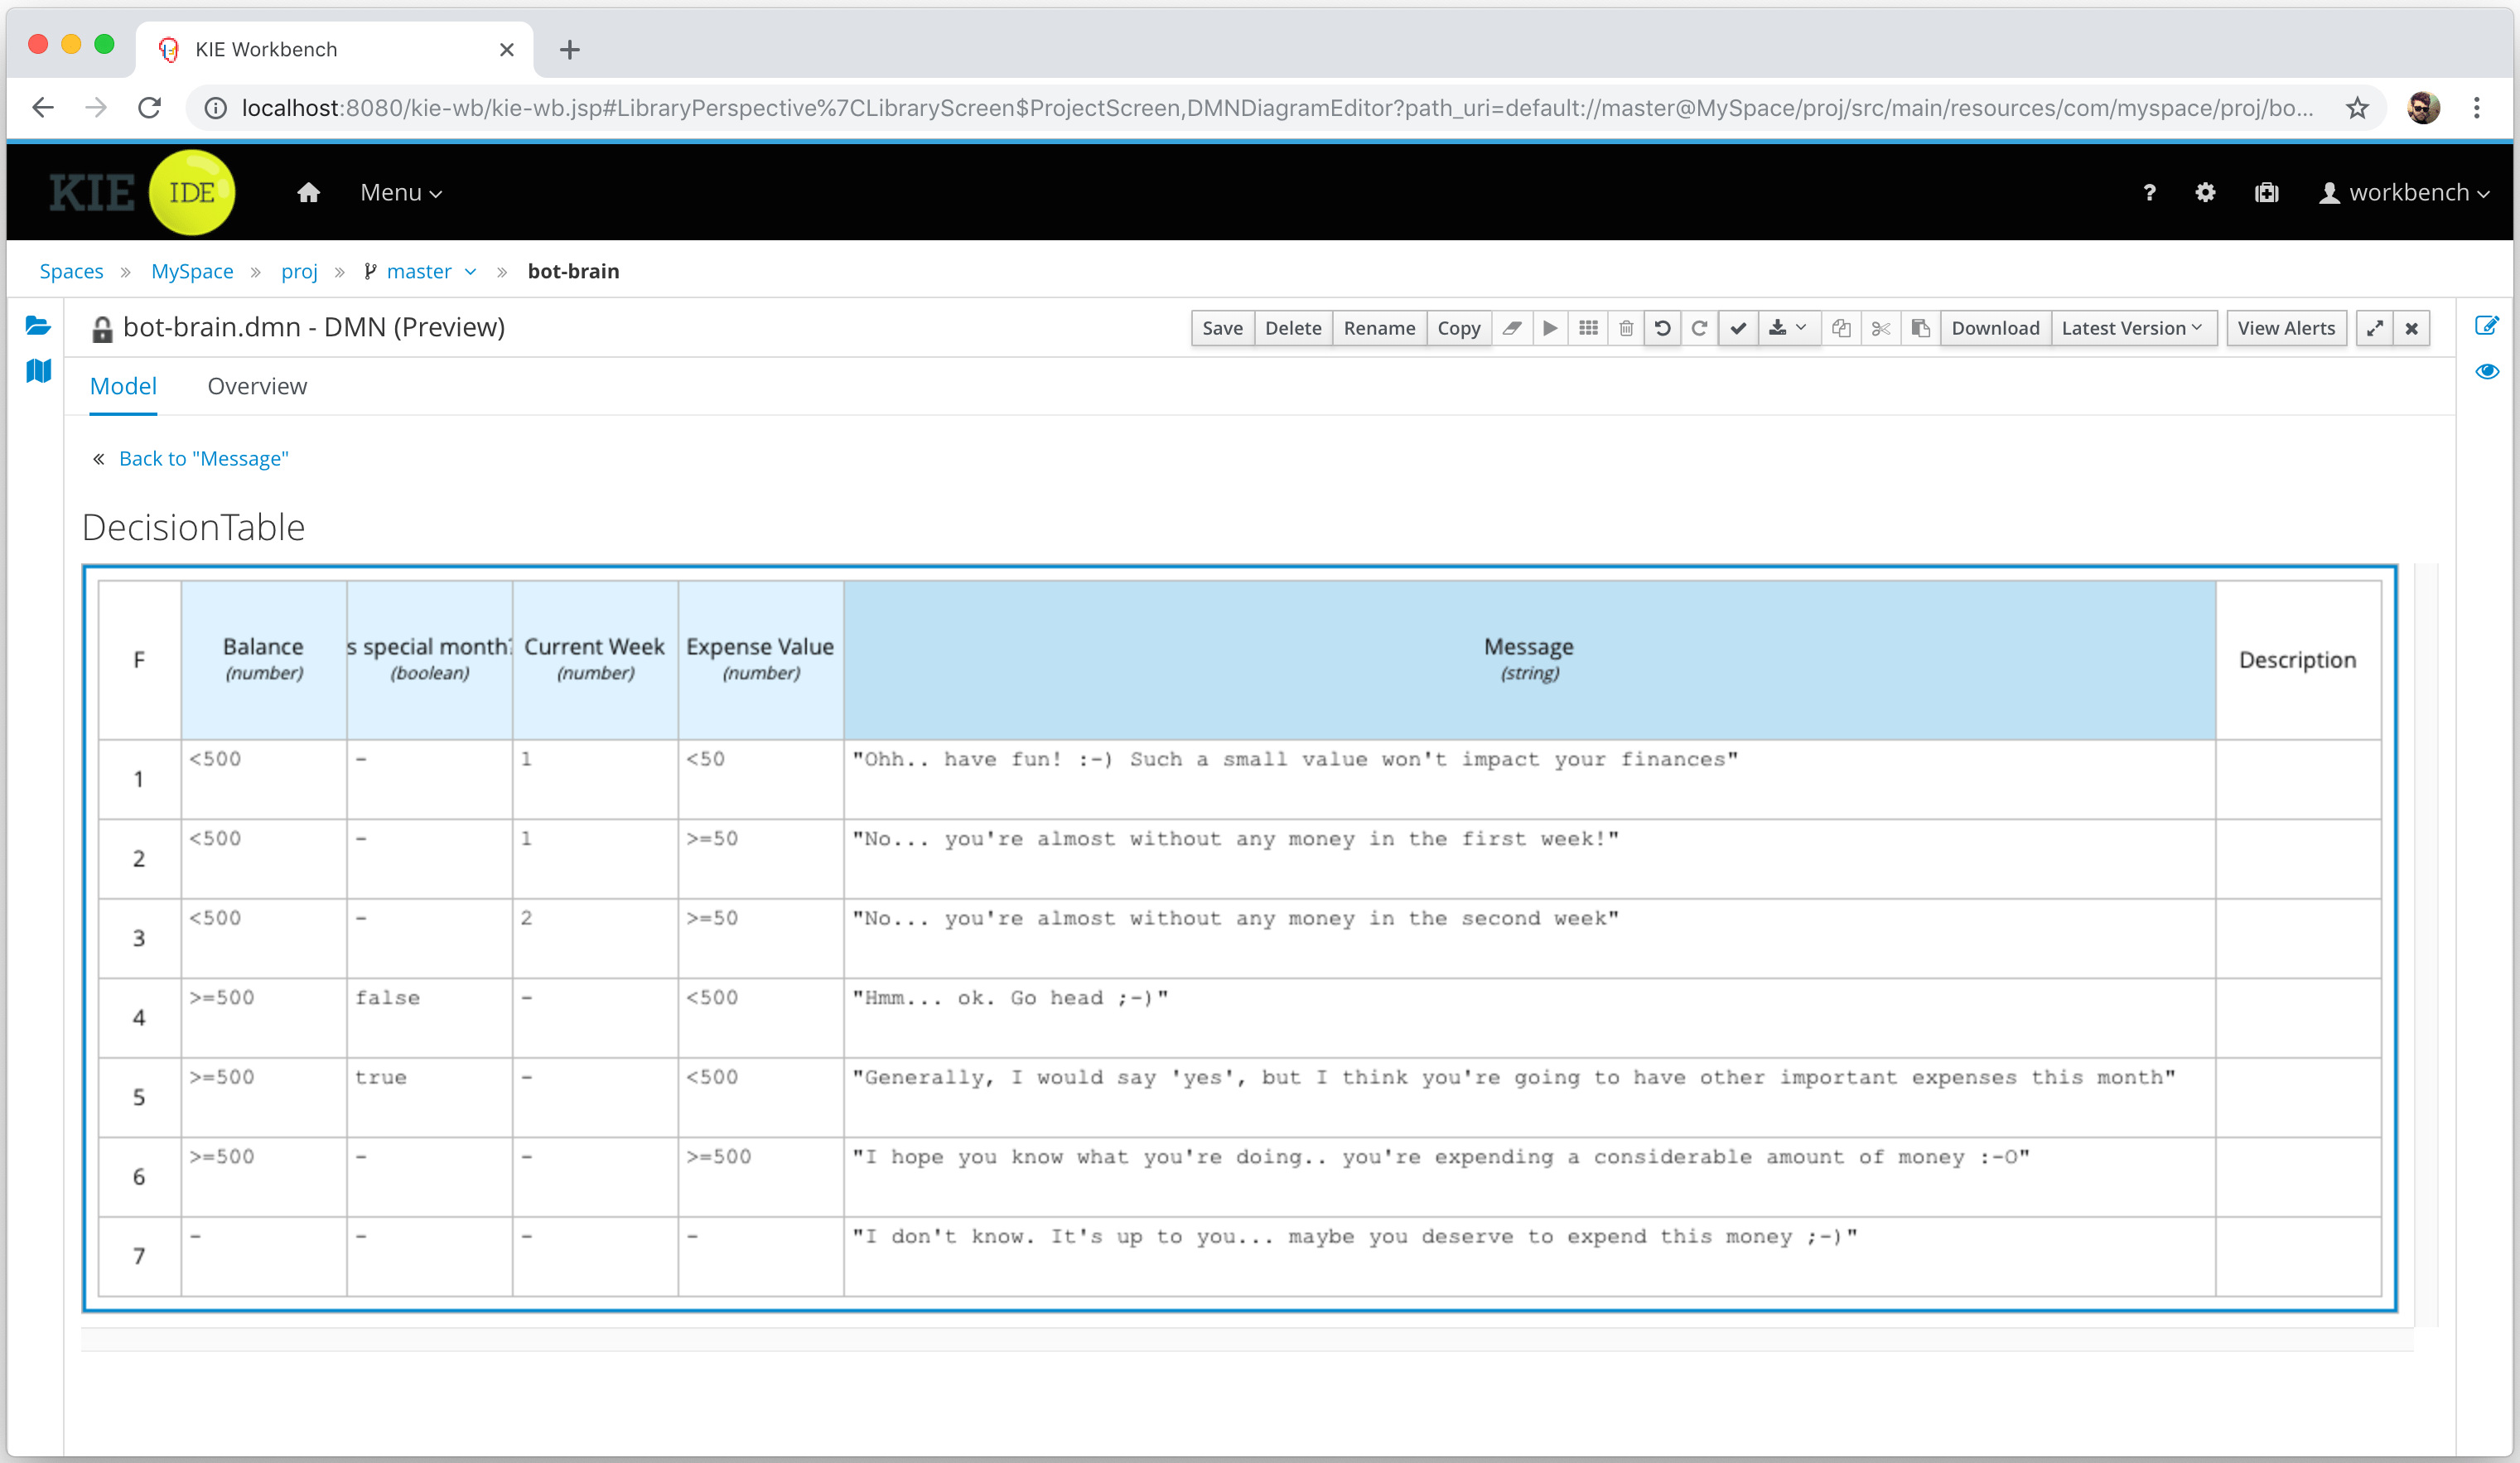 KIE Workbench
localhost:8080/kie-wb/kie-wb.jsp#LibraryPerspective%7CLibraryScreen$ProjectScreen,DMNDiagramEditor?path_uri=default://master@MySpace/proj/src/main/resources/com/myspace/proj/bo...
KIE IDE Menu ? workbench
Spaces » MySpace » proj » master » bot-brain
bot-brain.dmn - DMN (Preview) Save Delete Rename Copy Download Latest Version View Alerts
Model Overview
« Back to "Message"
DecisionTable
F Balance s special month? Current Week Expense Value Message Description
(number) (boolean) (number) (number) (string)
1 <500 - 1 <50 "Ohh.. have fun! :-) Such a small value won't impact your finances"
2 <500 - 1 >=50 "No... you're almost without any money in the first week!"
3 <500 - 2 >=50 "No... you're almost without any money in the second week"
4 >=500 false - <500 "Hmm... ok. Go head ;-)"
5 >=500 true - <500 "Generally, I would say 'yes', but I think you're going to have other important expenses this month"
6 >=500 - - >=500 "I hope you know what you're doing.. you're expending a considerable amount of money :-O"
7 - - - - "I don't know. It's up to you... maybe you deserve to expend this money ;-)"